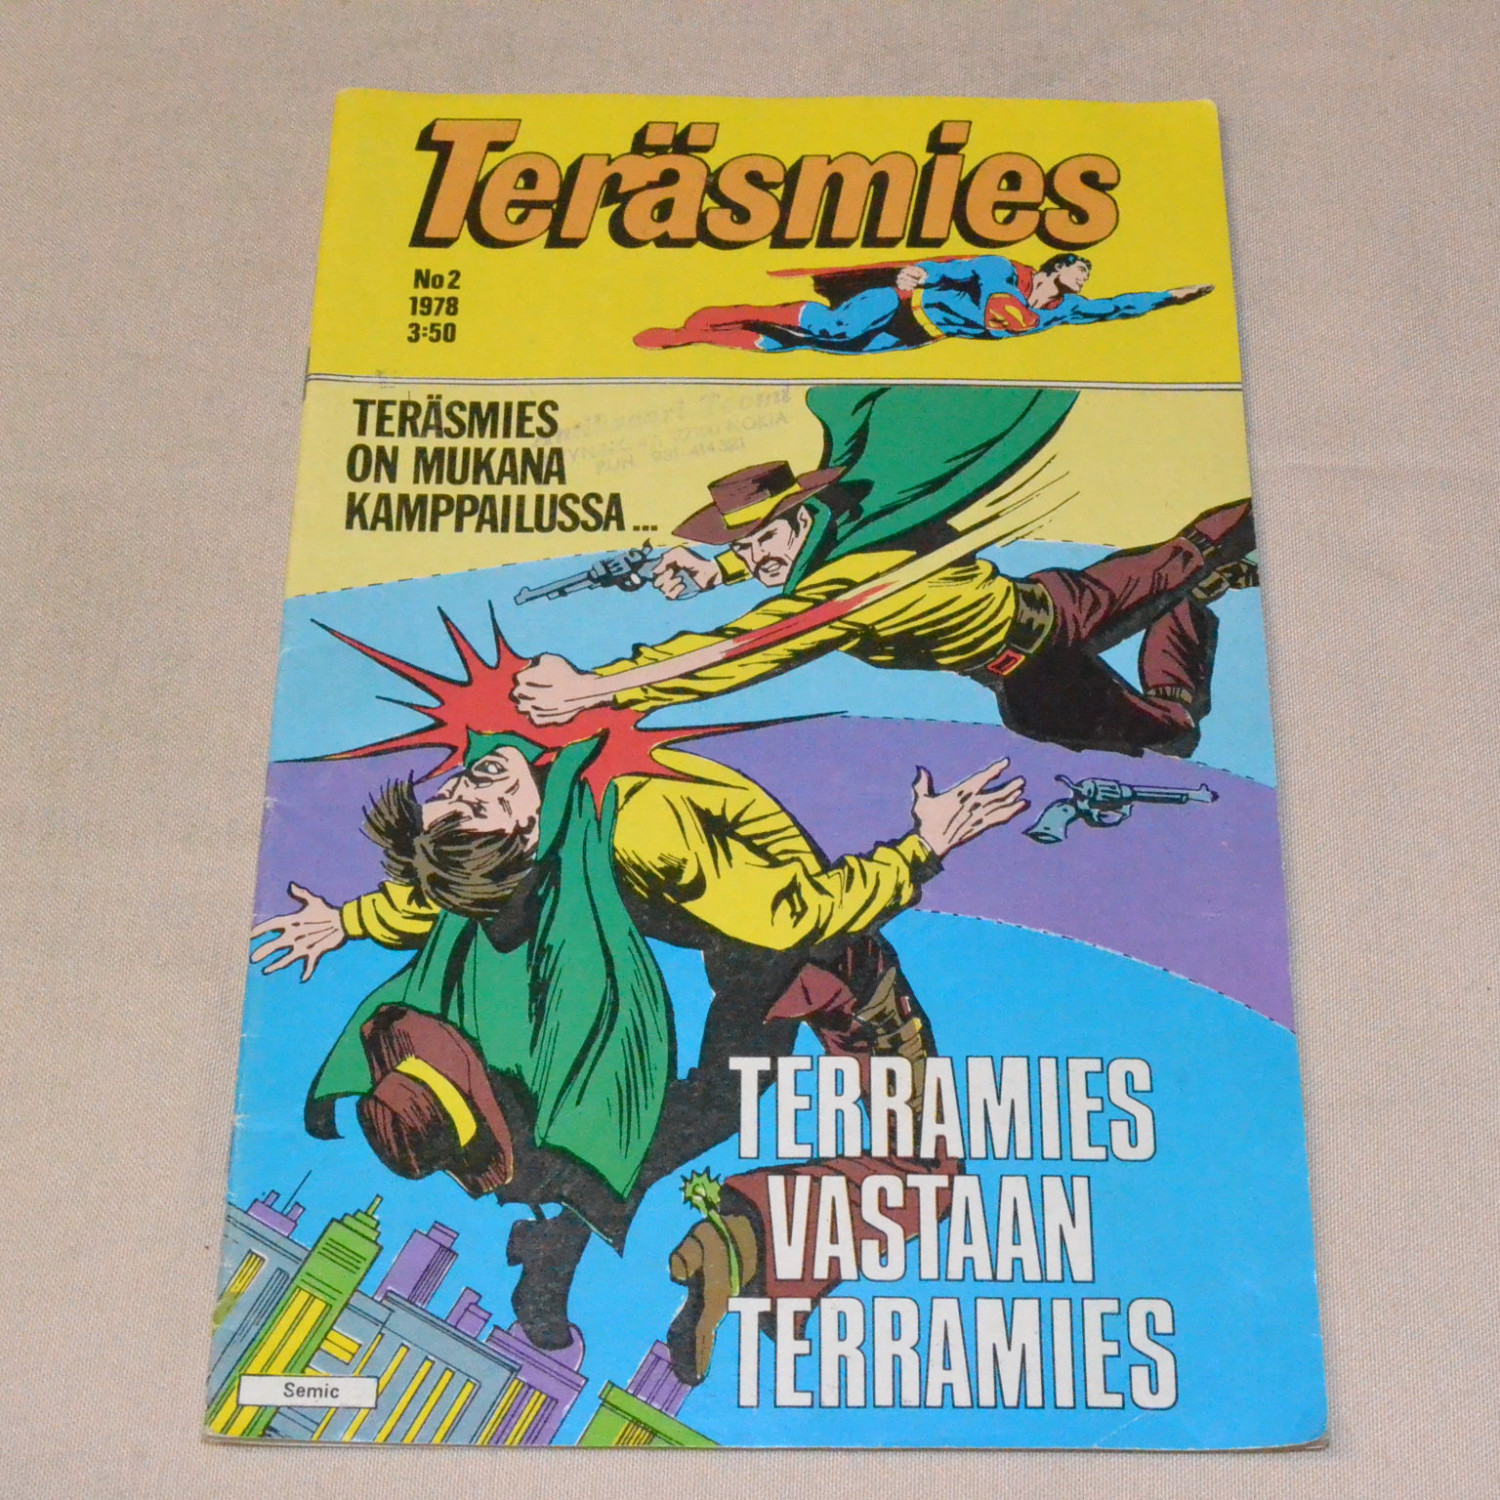 Teräsmies
No 2
1978
3:50
TERÄSMIES
ON MUKANA
KAMPPAILUSSA...
TERRAMIES
VASTAAN
TERRAMIES
Semic